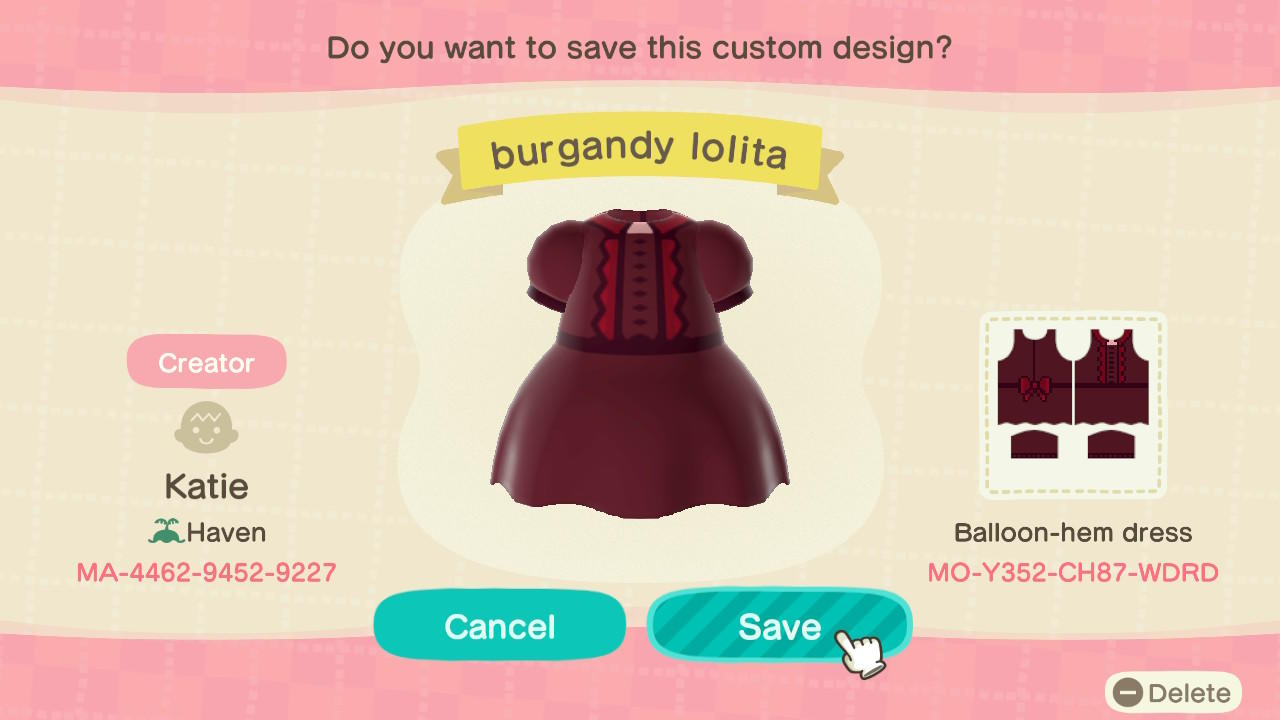 Do you want to save this custom design?
burgandy lolita
Creator
Katie
Haven
MA-4462-9452-9227
Balloon-hem dress
MO-Y352-CH87-WDRD
Cancel
Save
Delete